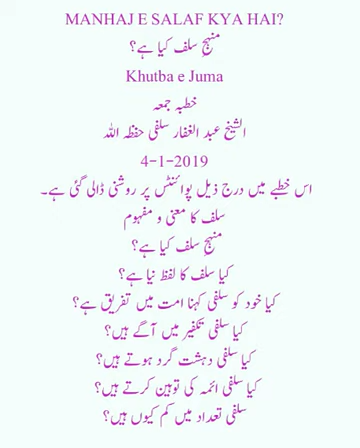 MANHAJ E SALAF KYA HAI?
منہجِ سلف کیا ہے؟
Khutba e Juma
خطبہ جمعہ
الشیخ عبد الغفار سلفی حفظہ اللہ
4-1-2019
اس خطبے میں درج ذیل پوائنٹس پر روشنی ڈالی گئی ہے۔
سلف کا معنی و مفہوم
منہجِ سلف کیا ہے؟
کیا سلف کا لفظ نیا ہے؟
کیا خود کو سلفی کہنا امت میں تفریق ہے؟
کیا سلفی تکفیر میں آگے ہیں؟
کیا سلفی دہشت گرد ہوتے ہیں؟
کیا سلفی ائمہ کی توہین کرتے ہیں؟
سلفی تعداد میں کم کیوں ہیں؟